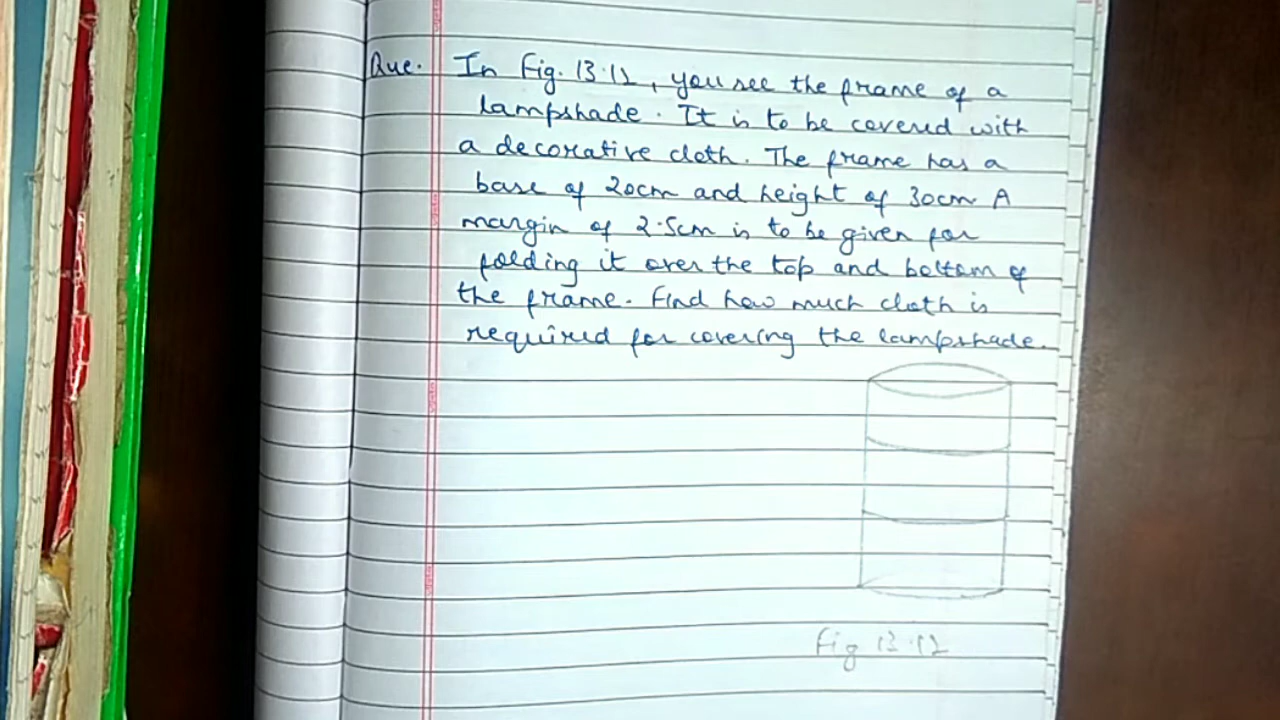 Que. In Fig. 13.12, you see the frame of a
lampshade. It is to be covered with
a decorative cloth. The frame has a
base of 20cm and height of 30cm A
margin of 2.5cm is to be given for
folding it over the top and bottom of
the frame. Find how much cloth is
required for covering the lampshade.
Fig 13.12